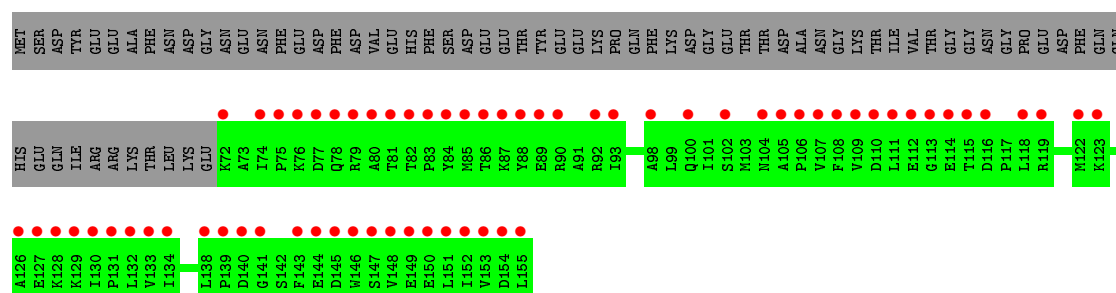 MET SER ASP TYR GLU GLU ALA PHE ASN ASP GLY ASN GLU ASN PHE GLU ASP PHE ASP VAL GLU HIS PHE SER ASP GLU GLU THR TYR GLU GLU LYS PRO GLN PHE LYS ASP GLY GLU THR THR ASP ALA ASN GLY LYS THR ILE VAL THR GLY GLY ASN GLY PRO GLU ASP PHE GLN
HIS GLU GLN ILE ARG ARG LYS THR LEU LYS GLU K72 A73 I74 P75 K76 D77 Q78 R79 A80 T81 T82 P83 Y84 M85 T86 K87 Y88 E89 R90 A91 R92 I93 A98 L99 Q100 I101 S102 M103 N104 A105 P106 V107 F108 V109 D110 L111 E112 G113 E114 T115 D116 P117 L118 R119 M122 K123
A126 E127 K128 K129 I130 P131 L132 V133 I134 L138 P139 D140 G141 S142 F143 E144 D145 W146 S147 V148 E149 E150 L151 I152 V153 D154 L155